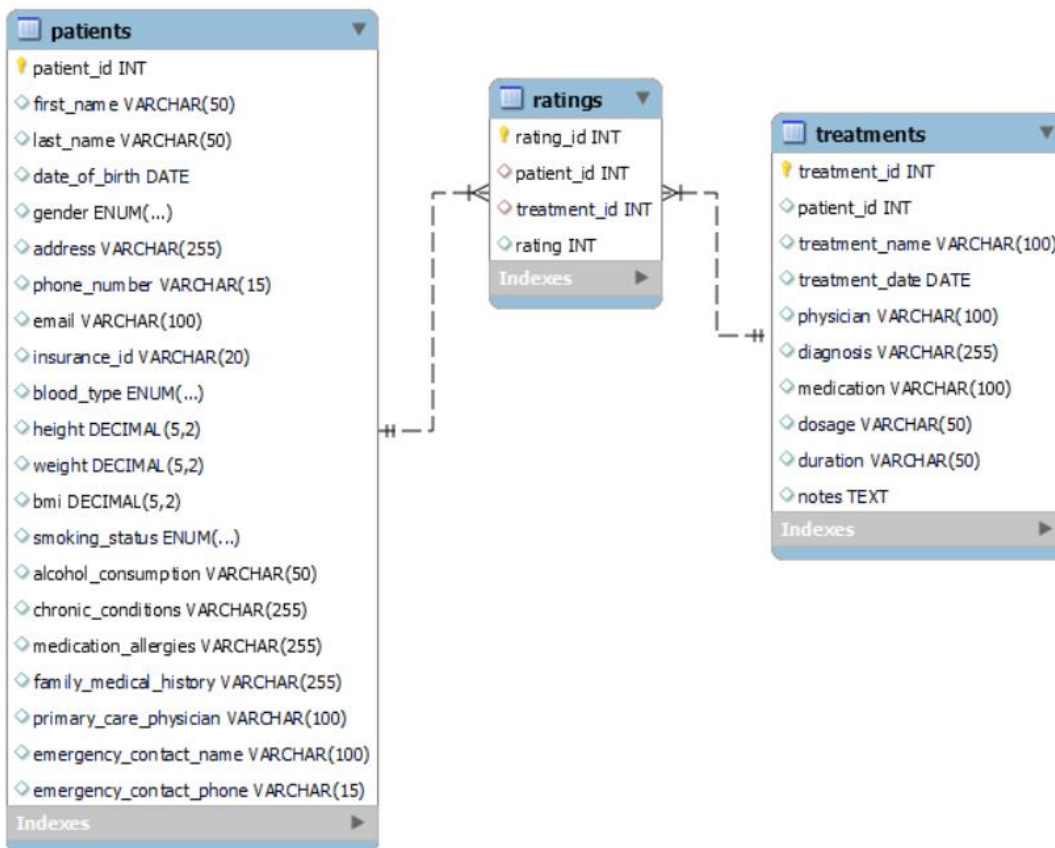 patients
patient_id INT
first_name VARCHAR(50)
last_name VARCHAR(50)
date_of_birth DATE
gender ENUM(...)
address VARCHAR(255)
phone_number VARCHAR(15)
email VARCHAR(100)
insurance_id VARCHAR(20)
blood_type ENUM(...)
height DECIMAL(5,2)
weight DECIMAL(5,2)
bmi DECIMAL(5,2)
smoking_status ENUM(...)
alcohol_consumption VARCHAR(50)
chronic_conditions VARCHAR(255)
medication_allergies VARCHAR(255)
family_medical_history VARCHAR(255)
primary_care_physician VARCHAR(100)
emergency_contact_name VARCHAR(100)
emergency_contact_phone VARCHAR(15)
Indexes
ratings
rating_id INT
patient_id INT
treatment_id INT
rating INT
Indexes
treatments
treatment_id INT
patient_id INT
treatment_name VARCHAR(100)
treatment_date DATE
physician VARCHAR(100)
diagnosis VARCHAR(255)
medication VARCHAR(100)
dosage VARCHAR(50)
duration VARCHAR(50)
notes TEXT
Indexes